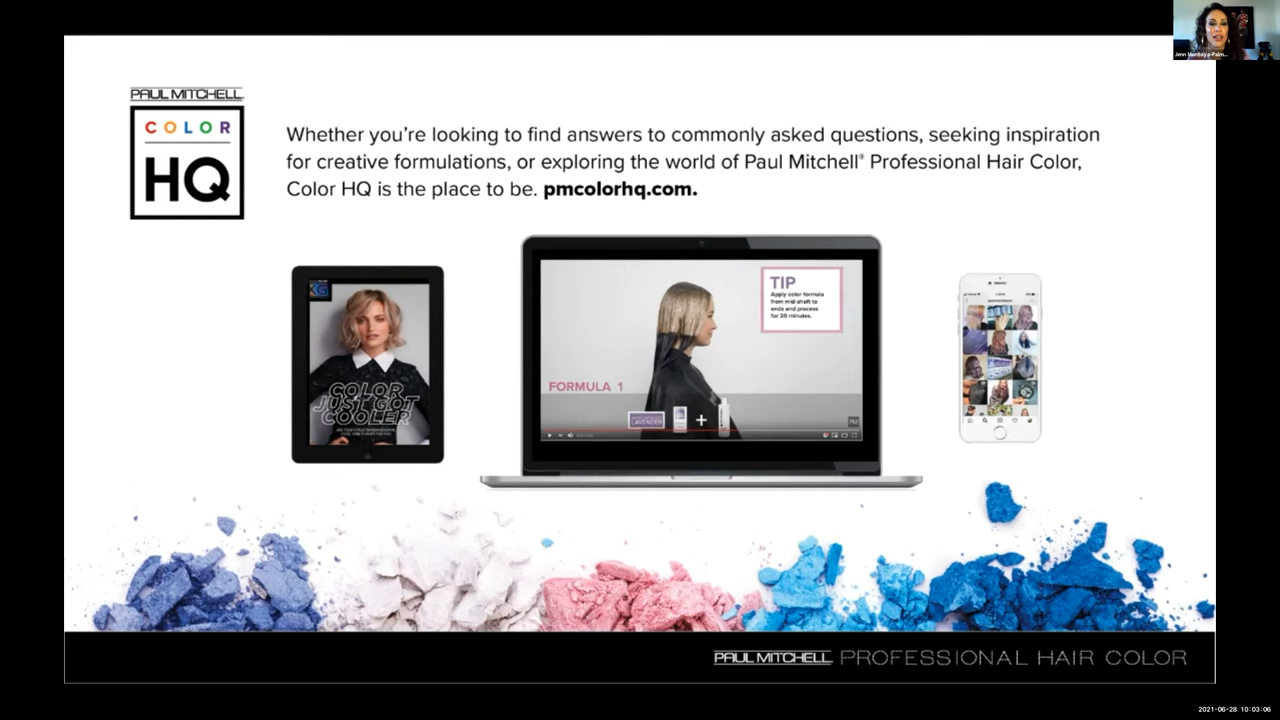 Jenn Montoya-Palm...
PAUL MITCHELL
COLOR
HQ
Whether you're looking to find answers to commonly asked questions, seeking inspiration
for creative formulations, or exploring the world of Paul Mitchell® Professional Hair Color,
Color HQ is the place to be. pmcolorhq.com.
COLOR
JUST GOT
COOLER
TIP
Apply color formula
from mid-shaft to
ends and process
for 20 minutes.
FORMULA 1
LAVENDER
+
PAUL MITCHELL PROFESSIONAL HAIR COLOR
2021-06-28 10:03:06